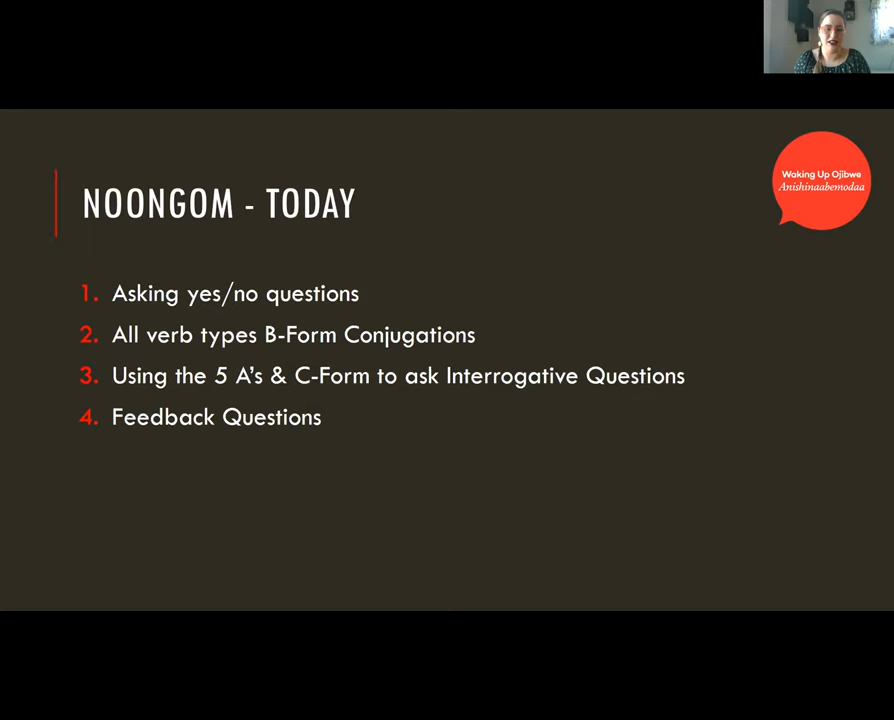 NOONGOM - TODAY
Waking Up Ojibwe
Anishinaabemodaa
1. Asking yes/no questions
2. All verb types B-Form Conjugations
3. Using the 5 A's & C-Form to ask Interrogative Questions
4. Feedback Questions